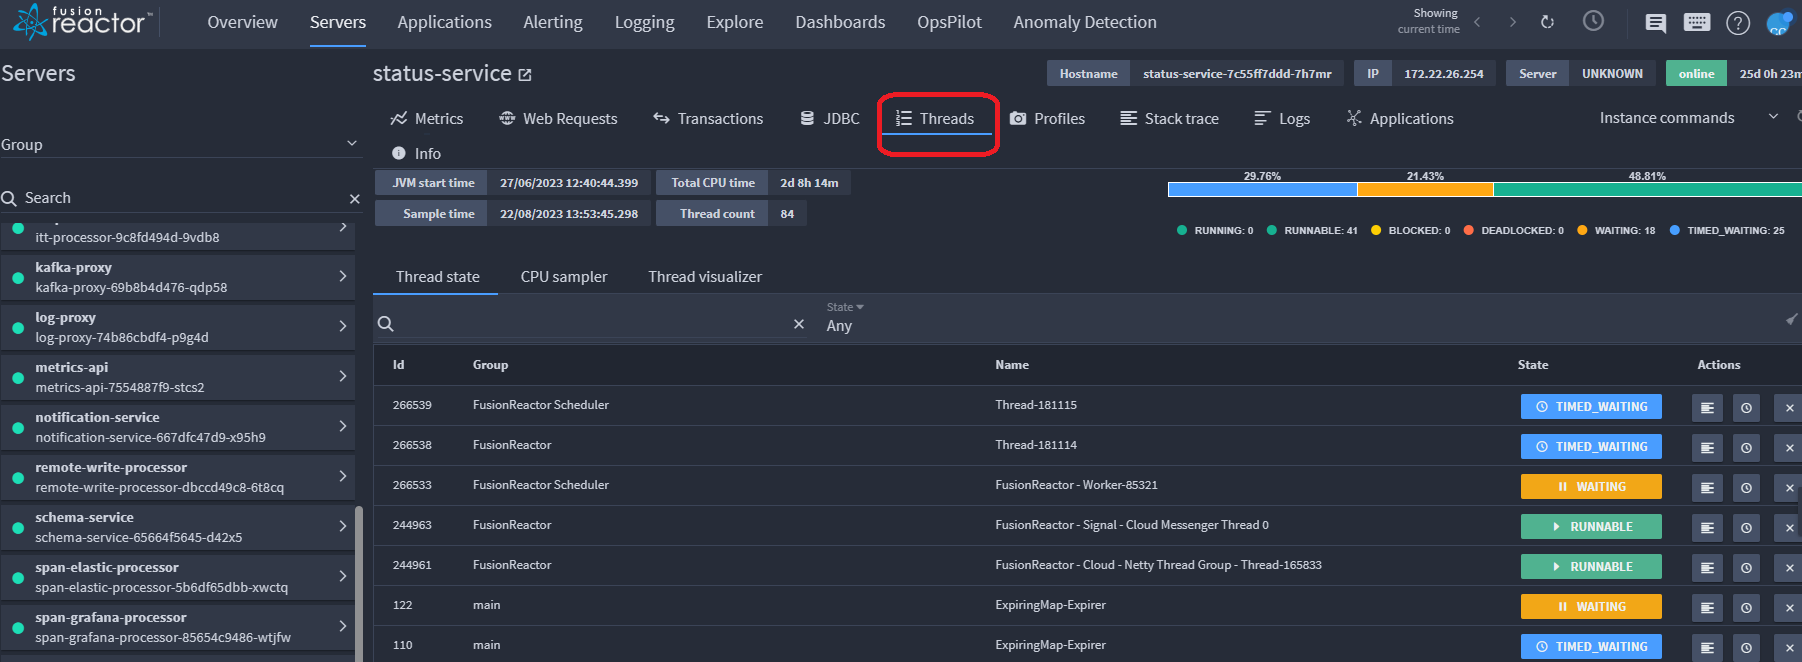 fusion reactor™
Overview Servers Applications Alerting Logging Explore Dashboards OpsPilot Anomaly Detection
Showing
current time
Servers
status-service
Hostname status-service-7c55ff7ddd-7h7mr IP 172.22.26.254 Server UNKNOWN online 25d 0h 23m
Metrics Web Requests Transactions JDBC Threads Profiles Stack trace Logs Applications Instance commands
Info
Group
JVM start time 27/06/2023 12:40:44.399 Total CPU time 2d 8h 14m
Sample time 22/08/2023 13:53:45.298 Thread count 84
29.76% 21.43% 48.81%
RUNNING: 0 RUNNABLE: 41 BLOCKED: 0 DEADLOCKED: 0 WAITING: 18 TIMED_WAITING: 25
Search
itt-processor-9c8fd494d-9vdb8
kafka-proxy
kafka-proxy-69b8b4d476-qdp58
log-proxy
log-proxy-74b86cbdf4-p9g4d
metrics-api
metrics-api-7554887f9-stcs2
notification-service
notification-service-667dfc47d9-x95h9
remote-write-processor
remote-write-processor-dbccd49c8-6t8cq
schema-service
schema-service-65664f5645-d42x5
span-elastic-processor
span-elastic-processor-5b6df65dbb-xwctq
span-grafana-processor
span-grafana-processor-85654c9486-wtjfw
Thread state CPU sampler Thread visualizer
State
Any
Id Group Name State Actions
266539 FusionReactor Scheduler Thread-181115 TIMED_WAITING
266538 FusionReactor Thread-181114 TIMED_WAITING
266533 FusionReactor Scheduler FusionReactor - Worker-85321 WAITING
244963 FusionReactor FusionReactor - Signal - Cloud Messenger Thread 0 RUNNABLE
244961 FusionReactor FusionReactor - Cloud - Netty Thread Group - Thread-165833 RUNNABLE
122 main ExpiringMap-Expirer WAITING
110 main ExpiringMap-Expirer TIMED_WAITING